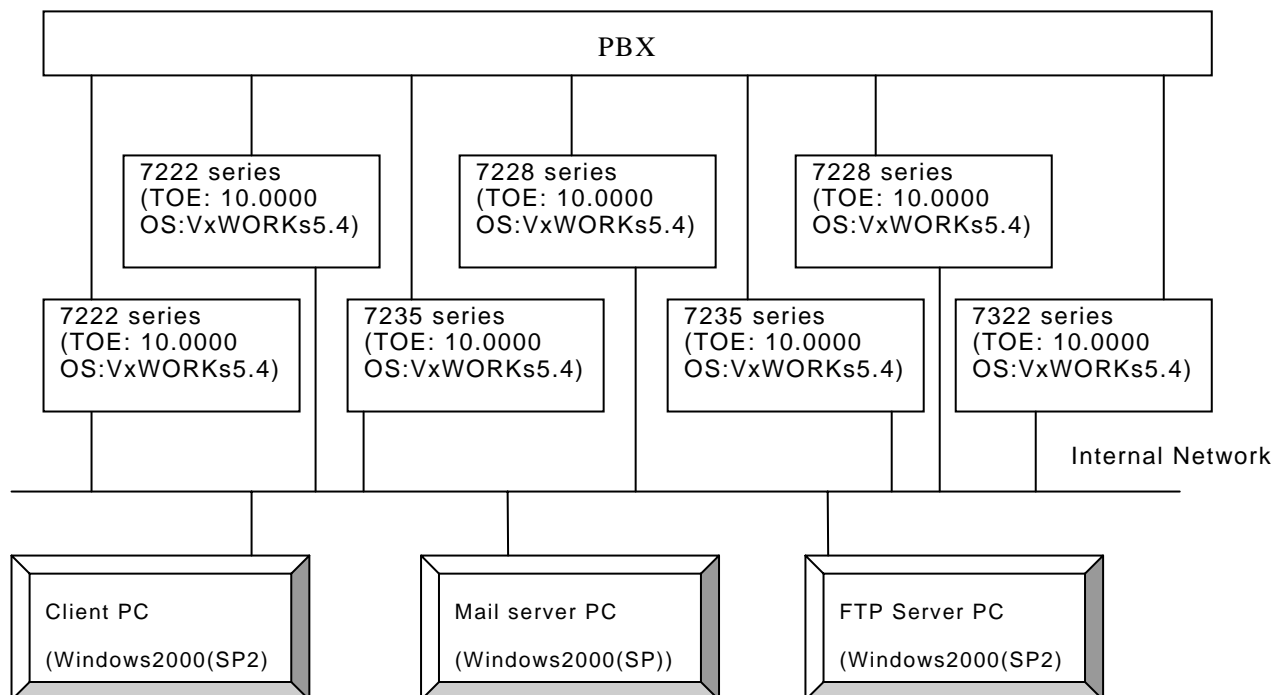 PBX
7222 series
(TOE: 10.0000
OS:VxWORKs5.4)
7228 series
(TOE: 10.0000
OS:VxWORKs5.4)
7228 series
(TOE: 10.0000
OS:VxWORKs5.4)
7222 series
(TOE: 10.0000
OS:VxWORKs5.4)
7235 series
(TOE: 10.0000
OS:VxWORKs5.4)
7235 series
(TOE: 10.0000
OS:VxWORKs5.4)
7322 series
(TOE: 10.0000
OS:VxWORKs5.4)
Internal Network
Client PC
(Windows2000(SP2)
Mail server PC
(Windows2000(SP))
FTP Server PC
(Windows2000(SP2)